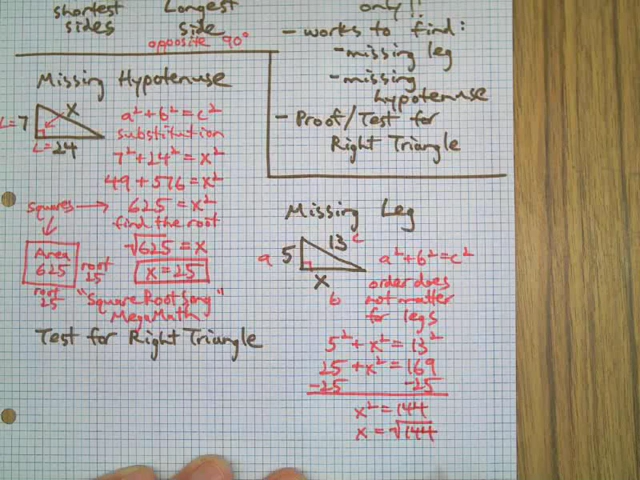 shortest
sides
Longest
side
opposite 90°
only!!
- works to find:
- missing leg
- missing
hypotenuse
- Proof/Test for
Right Triangle
Missing Hypotenuse
L=7
x
L=24
a²+b²=c²
substitution
7²+24²=x²
49+576=x²
squares → 625=x²
find the root
√625=x
x=25
Area
625
root
25
root
25
"Square Root Song"
MegaMath
Test for Right Triangle
Missing Leg
a 5
13 c
x
b
a²+b²=c²
order does
not matter
for legs
5²+x²=13²
25+x²=169
-25 -25
x²=144
x=√144